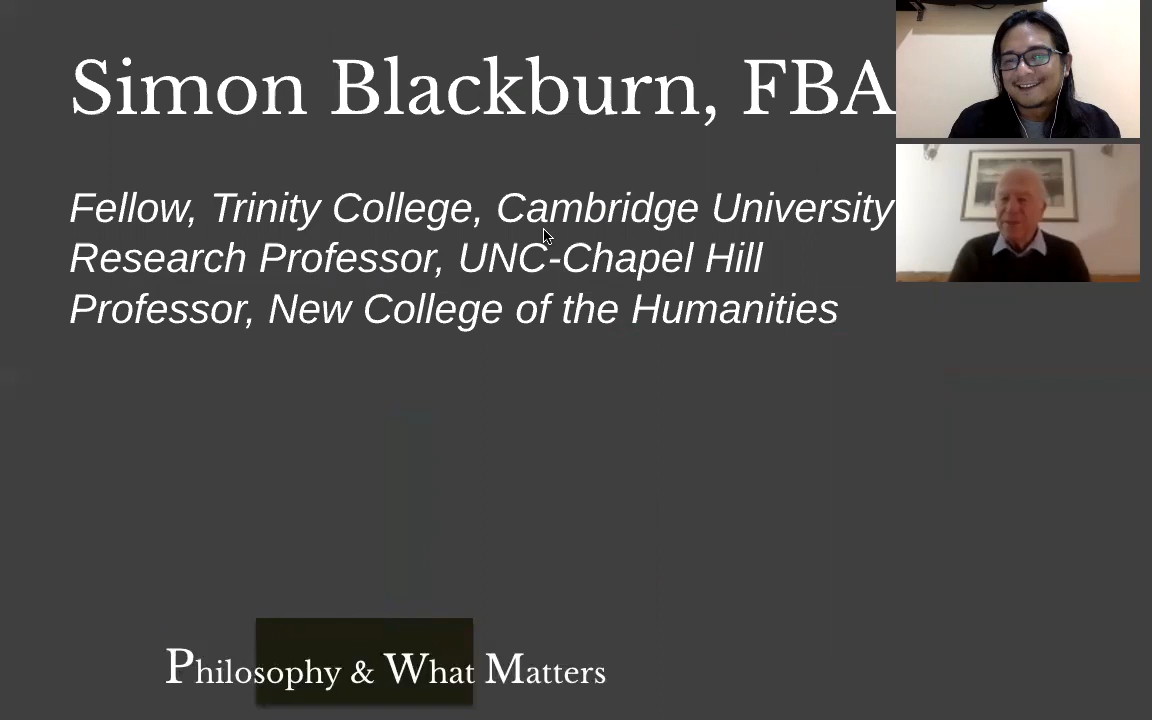 Simon Blackburn, FBA
Fellow, Trinity College, Cambridge University
Research Professor, UNC-Chapel Hill
Professor, New College of the Humanities
Philosophy & What Matters